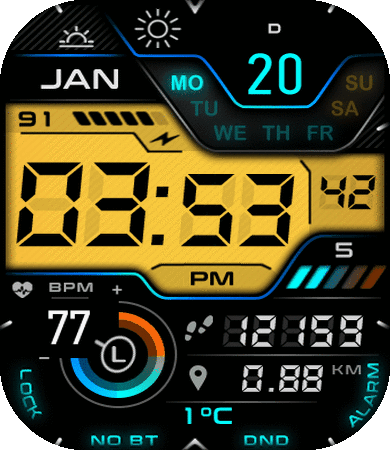 D
JAN
MO 20 SU
TU SA
WE TH FR
91
03:53 42
PM
5
BPM +
77
-
L
12159
0.88 KM
1ºC
LOCK
ALARM
NO BT
DND